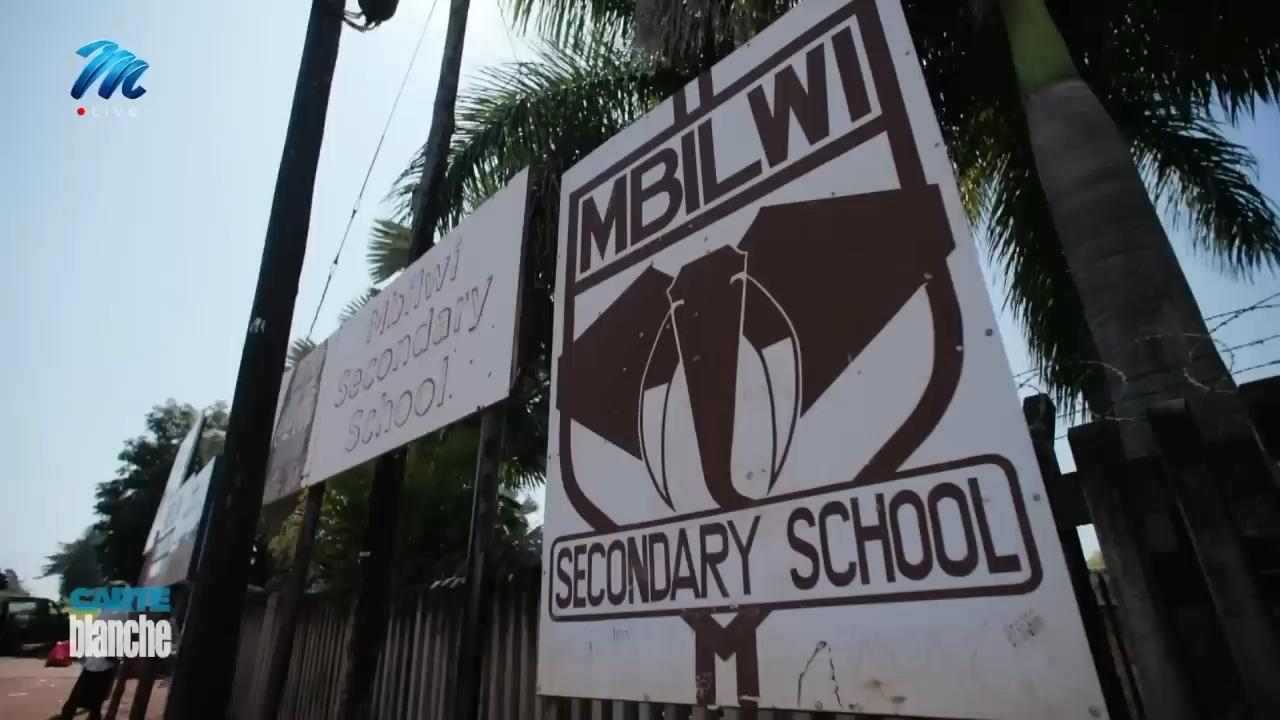 LIVE
MBILWI
SECONDARY SCHOOL
M
Mbilwi
Secondary
School.
CARTE
blanche